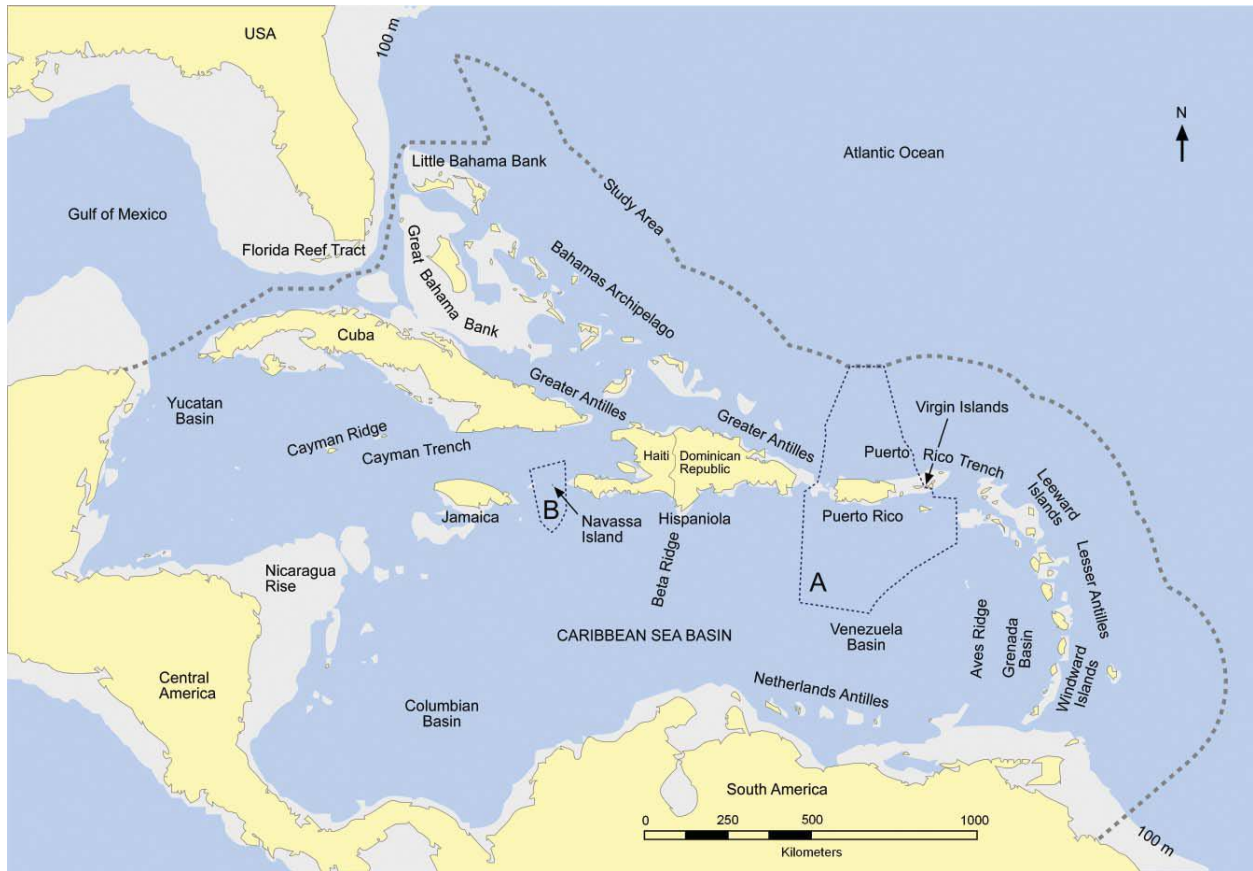 USA
100 m
N
Atlantic Ocean
Little Bahama Bank
Study Area
Gulf of Mexico
Florida Reef Tract
Great Bahama Bank
Bahamas Archipelago
Cuba
Yucatan
Basin
Greater Antilles
Greater Antilles
Virgin Islands
Cayman Ridge
Cayman Trench
Haiti
Dominican
Republic
Puerto Rico Trench
Leeward
Islands
Jamaica
B
Navassa
Island
Hispaniola
Puerto Rico
Lesser Antilles
Nicaragua
Rise
Beta Ridge
A
CARIBBEAN SEA BASIN
Venezuela
Basin
Aves Ridge
Grenada
Basin
Windward
Islands
Central
America
Columbian
Basin
Netherlands Antilles
South America
0 250 500 1000
Kilometers
100 m